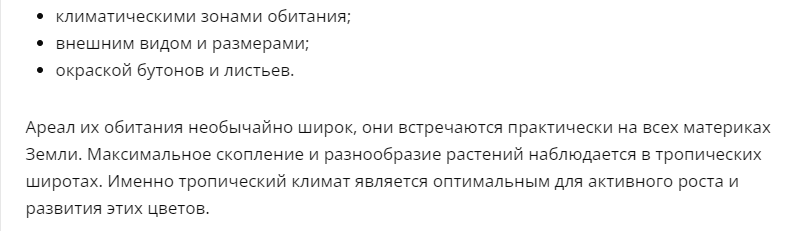 • климатическими зонами обитания;
• внешним видом и размерами;
• окраской бутонов и листьев.
Ареал их обитания необычайно широк, они встречаются практически на всех материках
Земли. Максимальное скопление и разнообразие растений наблюдается в тропических
широтах. Именно тропический климат является оптимальным для активного роста и
развития этих цветов.